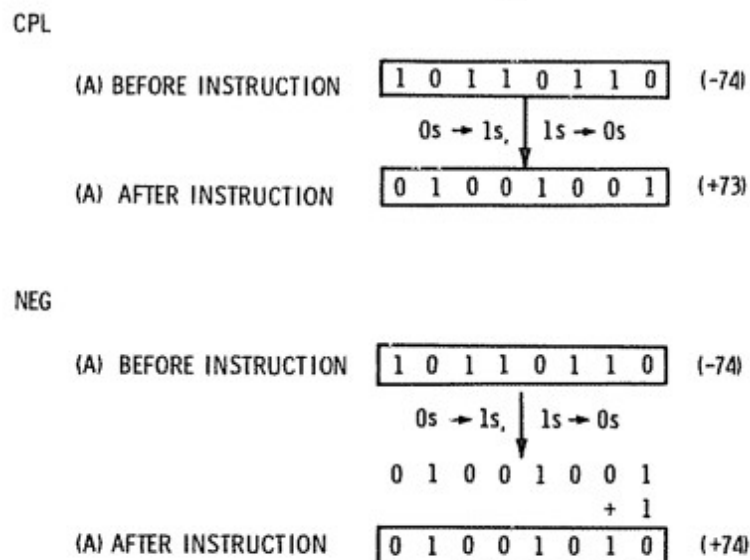 CPL
(A) BEFORE INSTRUCTION 1 0 1 1 0 1 1 0 (-74)
0s → 1s, 1s → 0s
(A) AFTER INSTRUCTION 0 1 0 0 1 0 0 1 (+73)
NEG
(A) BEFORE INSTRUCTION 1 0 1 1 0 1 1 0 (-74)
0s → 1s, 1s → 0s
0 1 0 0 1 0 0 1
+ 1
(A) AFTER INSTRUCTION 0 1 0 0 1 0 1 0 (+74)